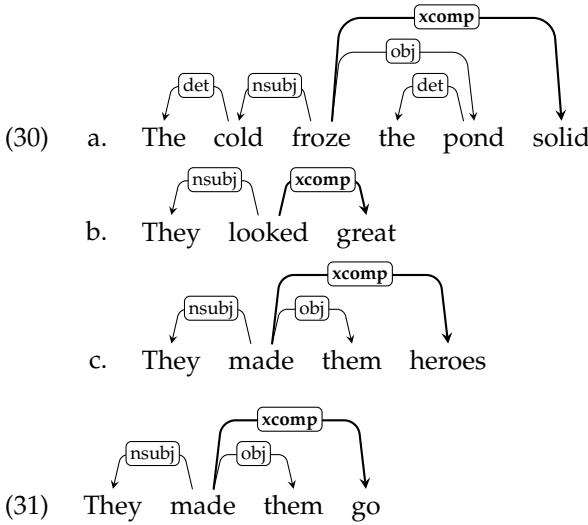 xcomp
obj
det nsubj det
(30) a. The cold froze the pond solid
nsubj xcomp
b. They looked great
xcomp
nsubj obj
c. They made them heroes
xcomp
nsubj obj
(31) They made them go